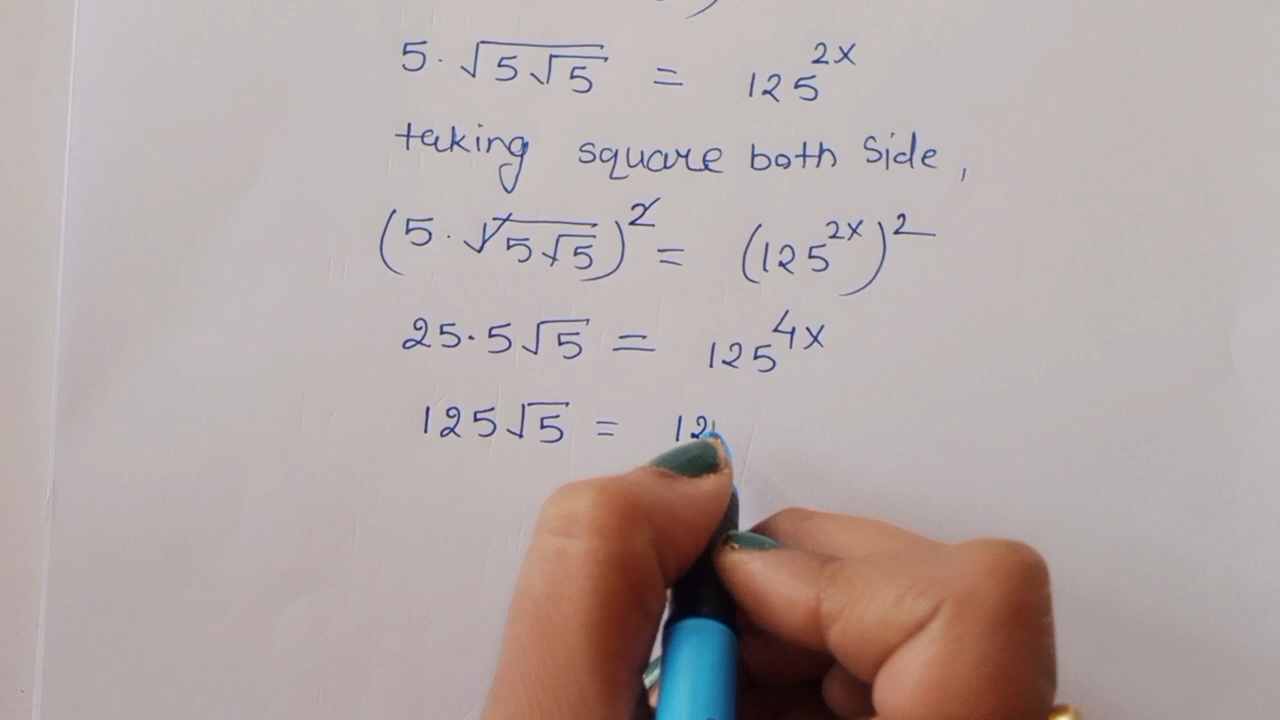 5·√5√5 = 125^2x
taking square both side,
(5·√5√5)^2 = (125^2x)^2
25·5√5 = 125^4x
125√5 = 12